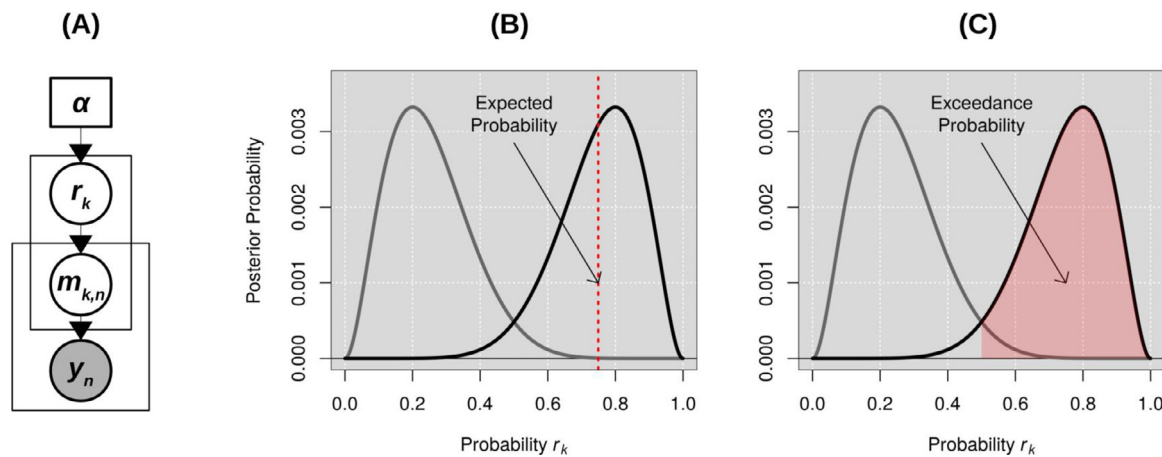 (A)
α
r k
m k,n
y n
(B)
Expected
Probability
Posterior Probability
0.003
0.002
0.001
0.000
0.0 0.2 0.4 0.6 0.8 1.0
Probability r k
(C)
Exceedance
Probability
0.003
0.002
0.001
0.000
0.0 0.2 0.4 0.6 0.8 1.0
Probability r k